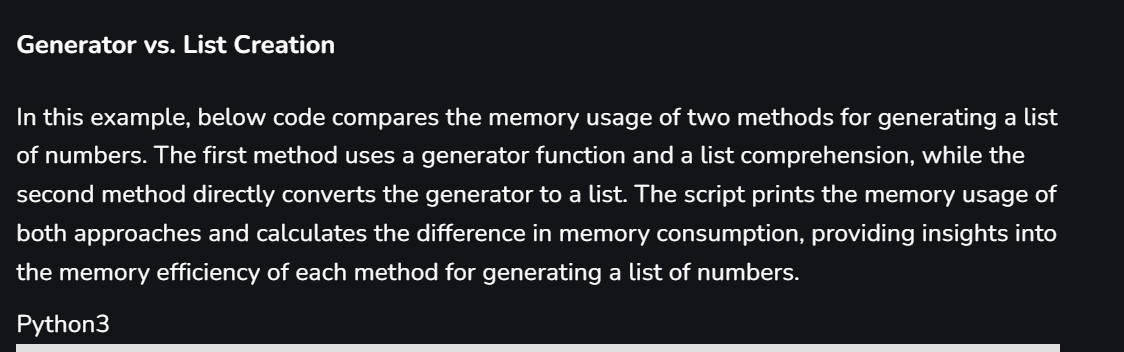 Generator vs. List Creation
In this example, below code compares the memory usage of two methods for generating a list
of numbers. The first method uses a generator function and a list comprehension, while the
second method directly converts the generator to a list. The script prints the memory usage of
both approaches and calculates the difference in memory consumption, providing insights into
the memory efficiency of each method for generating a list of numbers.
Python3